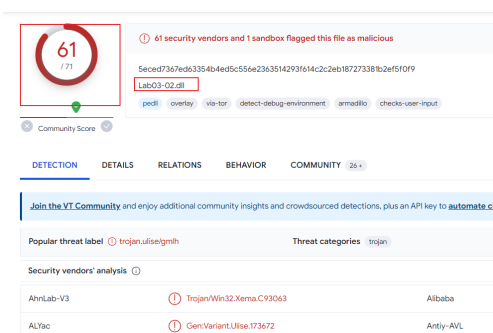 61
/ 71
61 security vendors and 1 sandbox flagged this file as malicious
5eced7367ed63354b4ed5c556e2363514293f614c2c2eb187273381b2ef5f0f9
Lab03-02.dll
pedll overlay via-tor detect-debug-environment armadillo checks-user-input
Community Score
DETECTION DETAILS RELATIONS BEHAVIOR COMMUNITY 26 +
Join the VT Community and enjoy additional community insights and crowdsourced detections, plus an API key to automate c
Popular threat label trojan.ulise/gmlh Threat categories trojan
Security vendors' analysis
AhnLab-V3 Trojan/Win32.Xema.C93063 Alibaba
ALYac Gen:Variant.Ulise.173672 Antiy-AVL